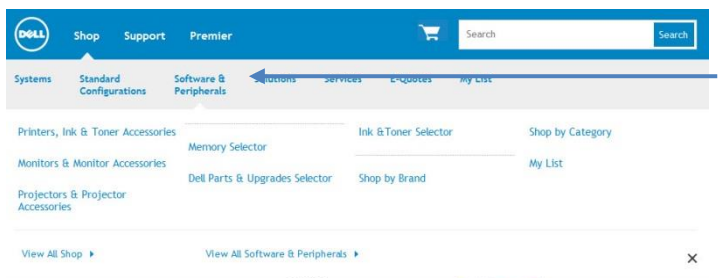 DELL Shop Support Premier Search Search
Systems Standard Configurations Software & Peripherals Solutions Services E-Quotes My List
Printers, Ink & Toner Accessories
Monitors & Monitor Accessories
Projectors & Projector
Accessories
Memory Selector
Dell Parts & Upgrades Selector
Ink & Toner Selector
Shop by Brand
Shop by Category
My List
View All Shop View All Software & Peripherals